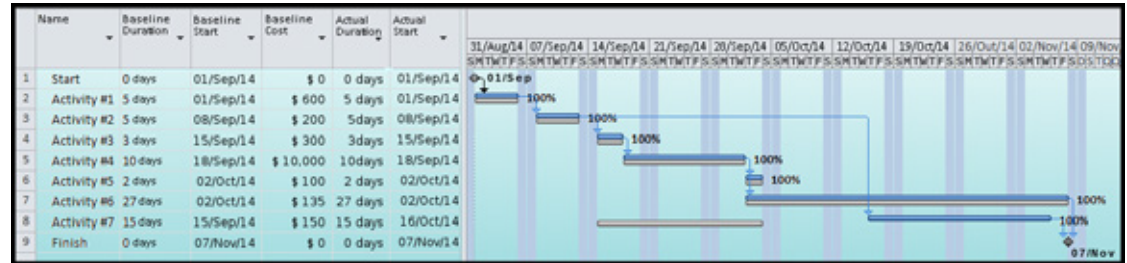 Name Baseline Duration Baseline Start Baseline Cost Actual Duration Actual Start
31/Aug/14 07/Sep/14 14/Sep/14 21/Sep/14 28/Sep/14 05/Oct/14 12/Oct/14 19/Oct/14 26/Out/14 02/Nov/14 09/Nov
S M T W T F S S M T W T F S S M T W T F S S M T W T F S S M T W T F S S M T W T F S S M T W T F S S M T W T F S S M T W T F S S M T W T F S
1 Start 0 days 01/Sep/14 $ 0 0 days 01/Sep/14 01/Sep
2 Activity #1 5 days 01/Sep/14 $ 600 5 days 01/Sep/14 100%
3 Activity #2 5 days 08/Sep/14 $ 200 5days 08/Sep/14 100%
4 Activity #3 3 days 15/Sep/14 $ 300 3days 15/Sep/14 100%
5 Activity #4 10 days 18/Sep/14 $ 10,000 10days 18/Sep/14 100%
6 Activity #5 2 days 02/Oct/14 $ 100 2 days 02/Oct/14 100%
7 Activity #6 27 days 02/Oct/14 $ 135 27 days 02/Oct/14 100%
8 Activity #7 15 days 15/Sep/14 $ 150 15 days 16/Oct/14 100%
9 Finish 0 days 07/Nov/14 $ 0 0 days 07/Nov/14
07/Nov